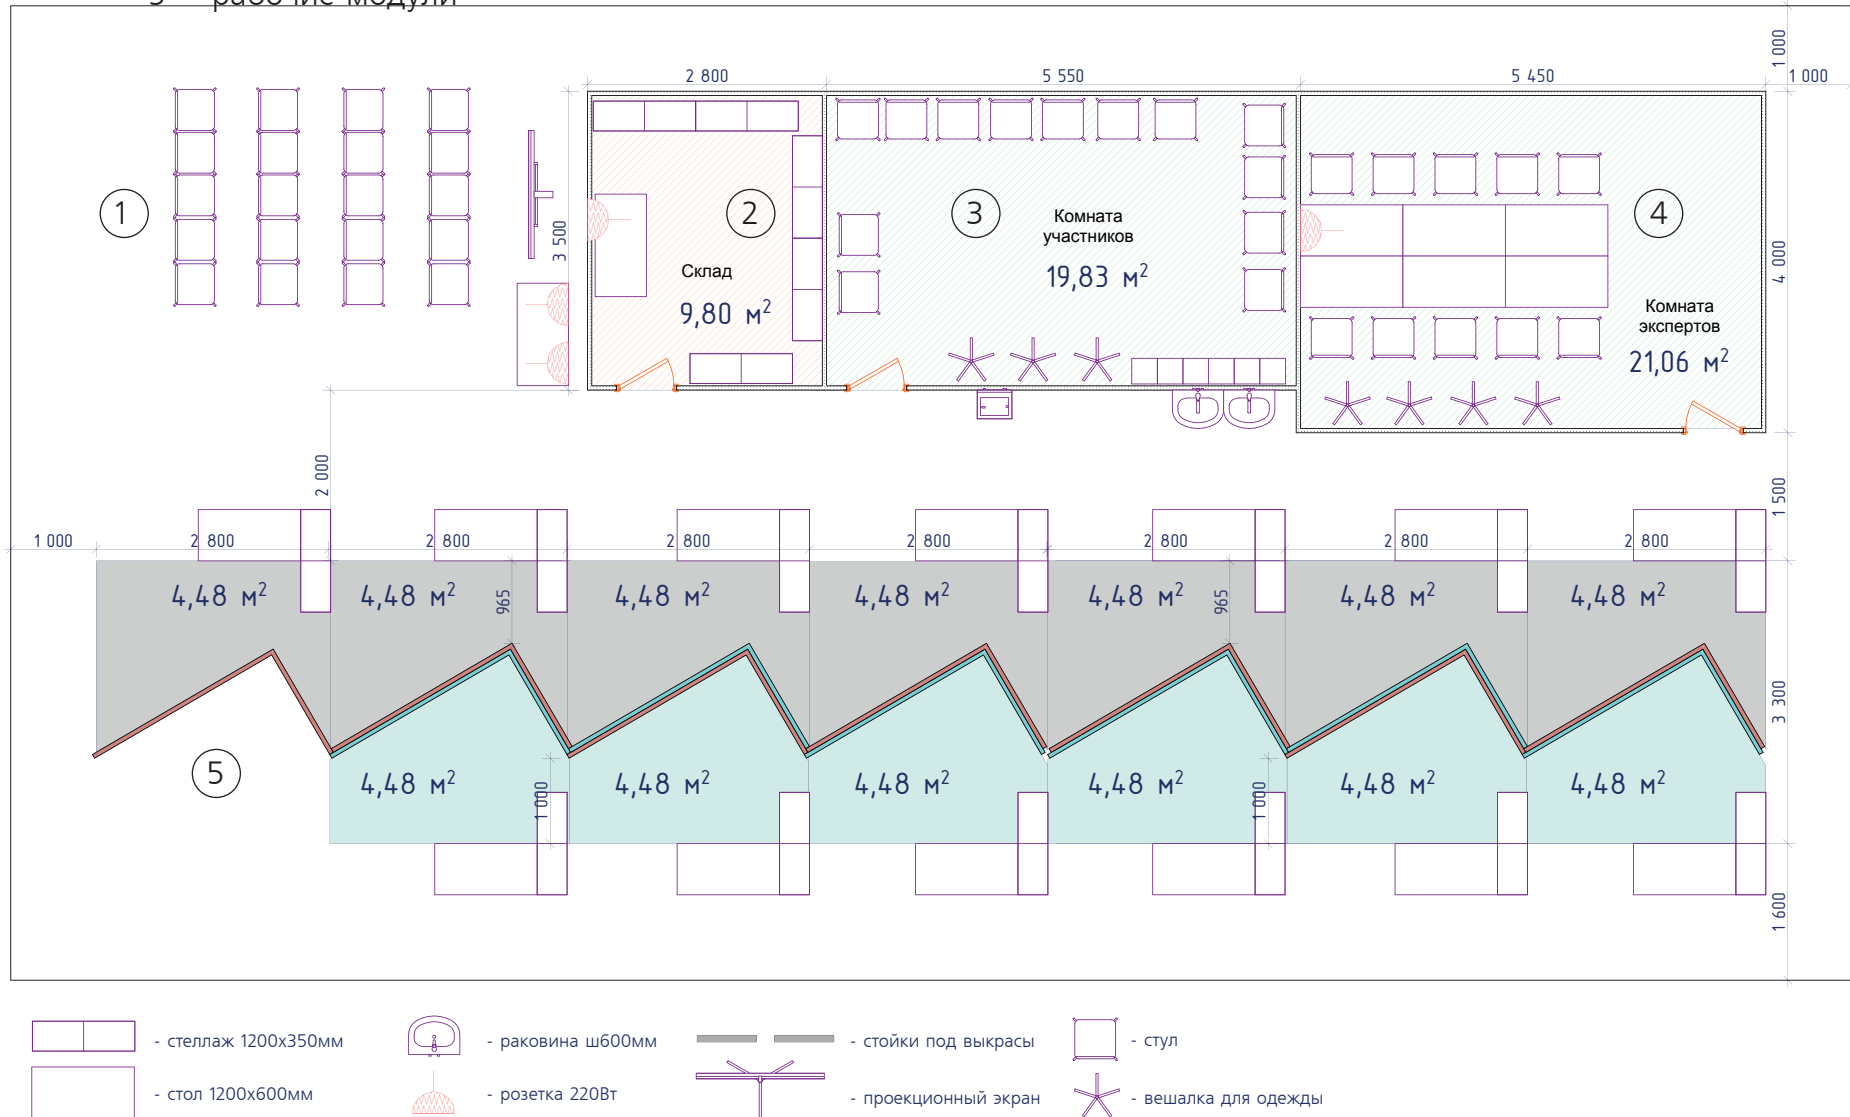 5 - рабочие модули
1 000
2 800
5 550
5 450
1 000
1
2
3
4
3 500
4 000
Комната
участников
19,83 м²
Склад
9,80 м²
Комната
экспертов
21,06 м²
2 000
1 500
1 000
2 800
2 800
2 800
2 800
2 800
2 800
2 800
4,48 м²
4,48 м²
965
4,48 м²
4,48 м²
4,48 м²
965
4,48 м²
4,48 м²
3 300
5
4,48 м²
1 000
4,48 м²
4,48 м²
4,48 м²
1 000
4,48 м²
4,48 м²
1 600
- стеллаж 1200х350мм
- раковина ш600мм
- стойки под выкрасы
- стул
- стол 1200х600мм
- розетка 220Вт
- проекционный экран
- вешалка для одежды